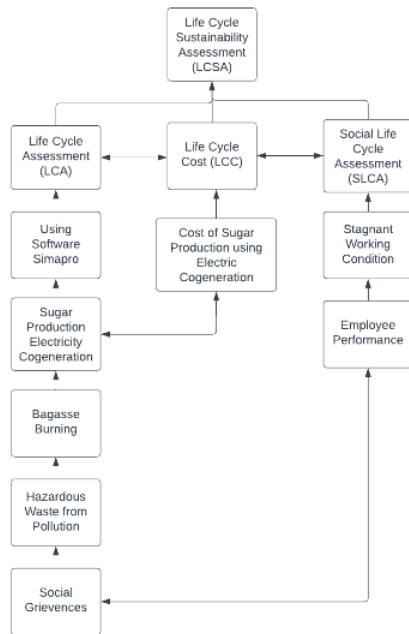 Life Cycle
Sustainability
Assessment
(LCSA)
Life Cycle
Assessment
(LCA)
Life Cycle
Cost (LCC)
Social Life
Cycle
Assessment
(SLCA)
Using
Software
Simapro
Cost of Sugar
Production using
Electric
Cogeneration
Stagnant
Working
Condition
Sugar
Production
Electricity
Cogeneration
Employee
Performance
Bagasse
Burning
Hazardous
Waste from
Pollution
Social
Grievences